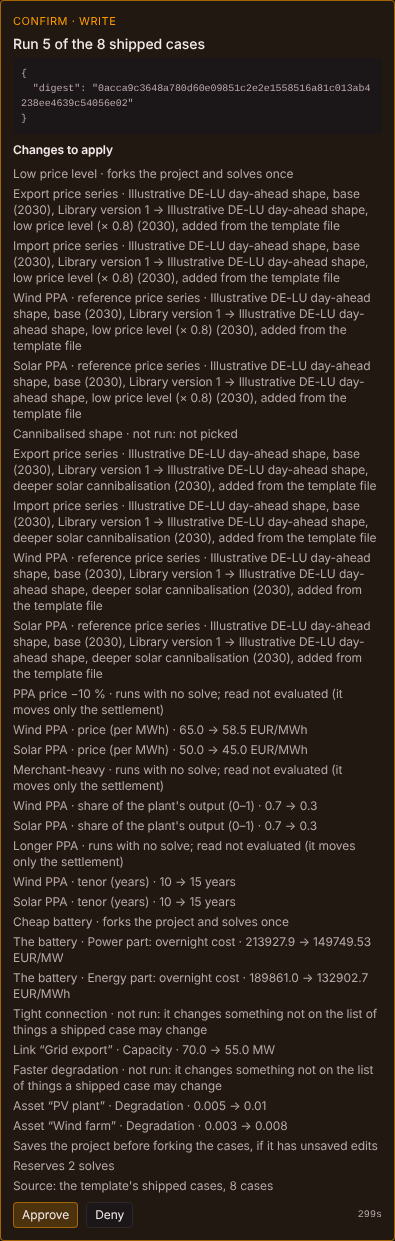 CONFIRM · WRITE
Run 5 of the 8 shipped cases
{
"digest": "0acca9c3648a780d60e09851c2e2e1558516a81c013ab4
238ee4639c54056e02"
}
Changes to apply
Low price level · forks the project and solves once
Export price series · Illustrative DE-LU day-ahead shape, base
(2030), Library version 1 → Illustrative DE-LU day-ahead shape,
low price level (× 0.8) (2030), added from the template file
Import price series · Illustrative DE-LU day-ahead shape, base
(2030), Library version 1 → Illustrative DE-LU day-ahead shape,
low price level (× 0.8) (2030), added from the template file
Wind PPA · reference price series · Illustrative DE-LU day-ahead
shape, base (2030), Library version 1 → Illustrative DE-LU day-
ahead shape, low price level (× 0.8) (2030), added from the
template file
Solar PPA · reference price series · Illustrative DE-LU day-ahead
shape, base (2030), Library version 1 → Illustrative DE-LU day-
ahead shape, low price level (× 0.8) (2030), added from the
template file
Cannibalised shape · not run: not picked
Export price series · Illustrative DE-LU day-ahead shape, base
(2030), Library version 1 → Illustrative DE-LU day-ahead shape,
deeper solar cannibalisation (2030), added from the template file
Import price series · Illustrative DE-LU day-ahead shape, base
(2030), Library version 1 → Illustrative DE-LU day-ahead shape,
deeper solar cannibalisation (2030), added from the template file
Wind PPA · reference price series · Illustrative DE-LU day-ahead
shape, base (2030), Library version 1 → Illustrative DE-LU day-
ahead shape, deeper solar cannibalisation (2030), added from
the template file
Solar PPA · reference price series · Illustrative DE-LU day-ahead
shape, base (2030), Library version 1 → Illustrative DE-LU day-
ahead shape, deeper solar cannibalisation (2030), added from
the template file
PPA price −10 % · runs with no solve; read not evaluated (it
moves only the settlement)
Wind PPA · price (per MWh) · 65.0 → 58.5 EUR/MWh
Solar PPA · price (per MWh) · 50.0 → 45.0 EUR/MWh
Merchant-heavy · runs with no solve; read not evaluated (it
moves only the settlement)
Wind PPA · share of the plant's output (0–1) · 0.7 → 0.3
Solar PPA · share of the plant's output (0–1) · 0.7 → 0.3
Longer PPA · runs with no solve; read not evaluated (it moves
only the settlement)
Wind PPA · tenor (years) · 10 → 15 years
Solar PPA · tenor (years) · 10 → 15 years
Cheap battery · forks the project and solves once
The battery · Power part: overnight cost · 213927.9 → 149749.53
EUR/MW
The battery · Energy part: overnight cost · 189861.0 → 132902.7
EUR/MWh
Tight connection · not run: it changes something not on the list of
things a shipped case may change
Link “Grid export” · Capacity · 70.0 → 55.0 MW
Faster degradation · not run: it changes something not on the list
of things a shipped case may change
Asset “PV plant” · Degradation · 0.005 → 0.01
Asset “Wind farm” · Degradation · 0.003 → 0.008
Saves the project before forking the cases, if it has unsaved edits
Reserves 2 solves
Source: the template's shipped cases, 8 cases
Approve Deny 299s